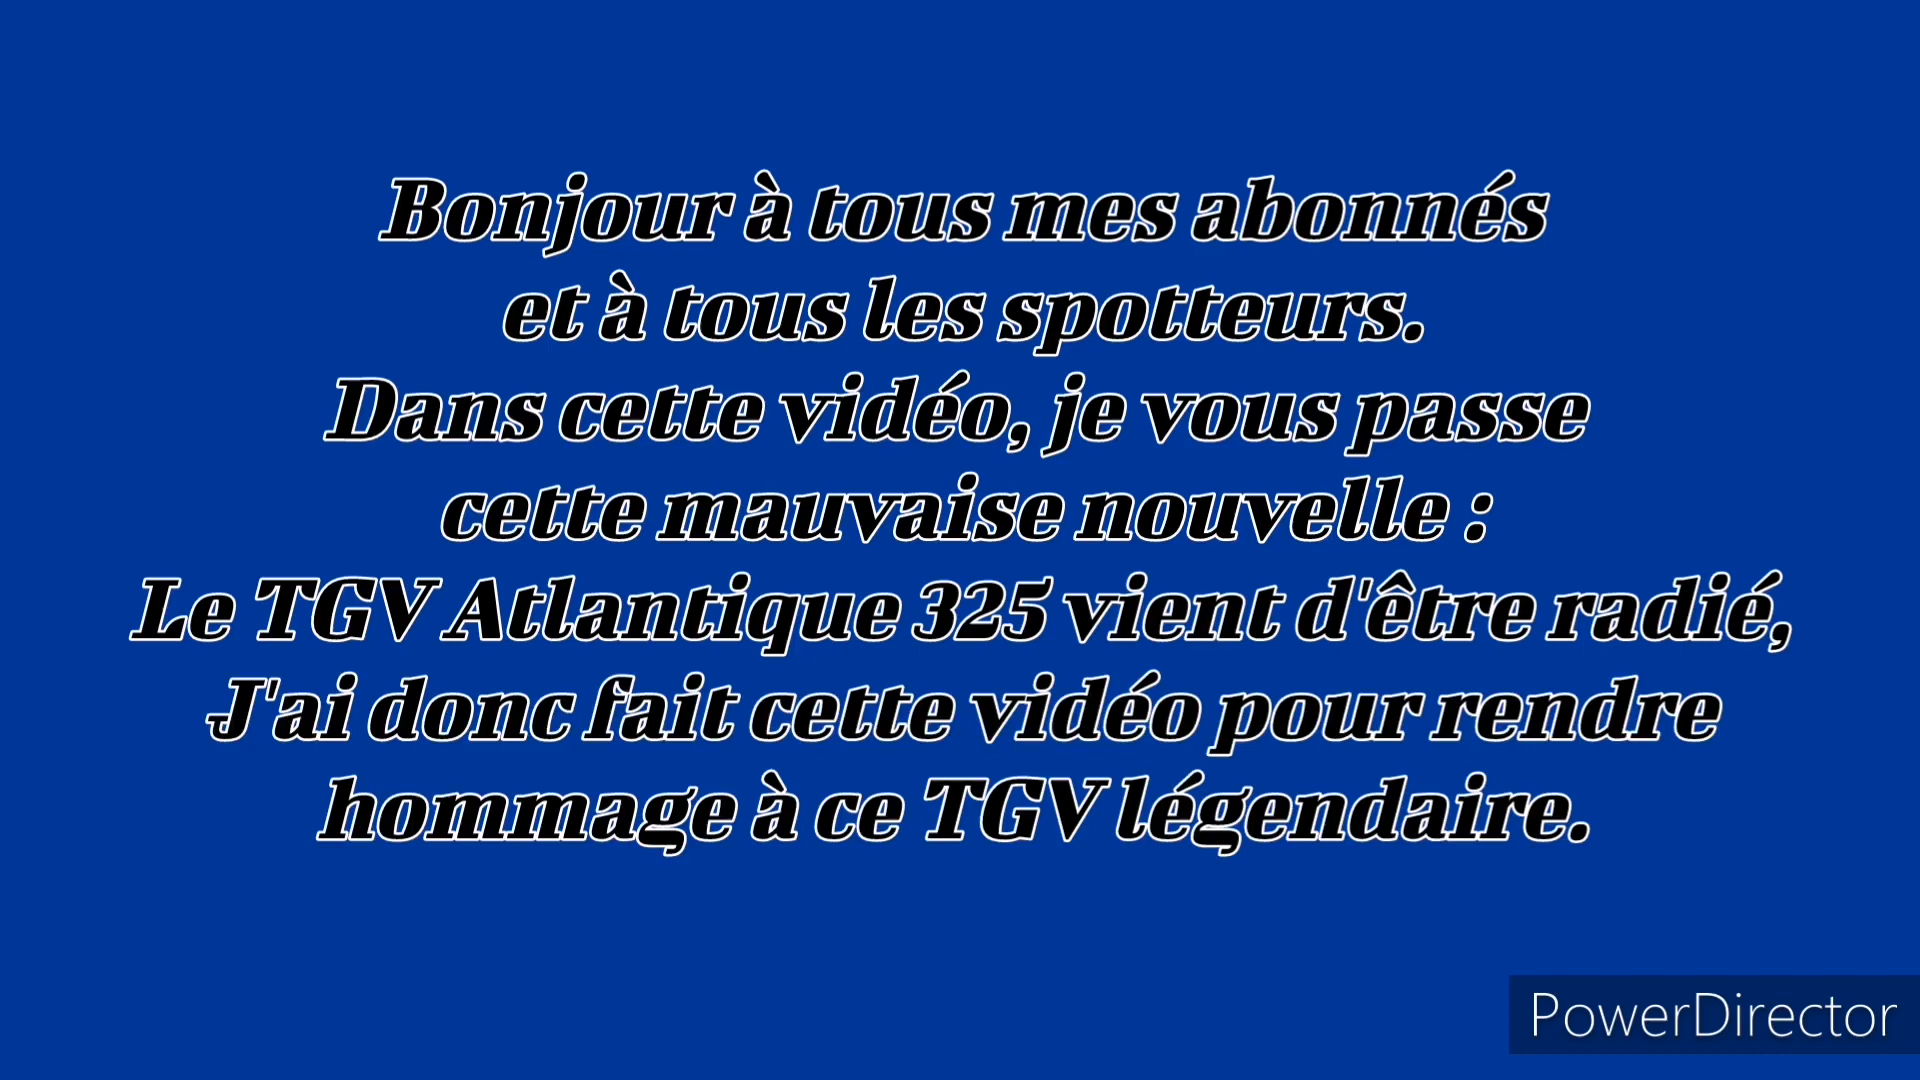 Bonjour à tous mes abonnés
et à tous les spotteurs.
Dans cette vidéo, je vous passe
cette mauvaise nouvelle :
Le TGV Atlantique 325 vient d'être radié,
J'ai donc fait cette vidéo pour rendre
hommage à ce TGV légendaire.
PowerDirector